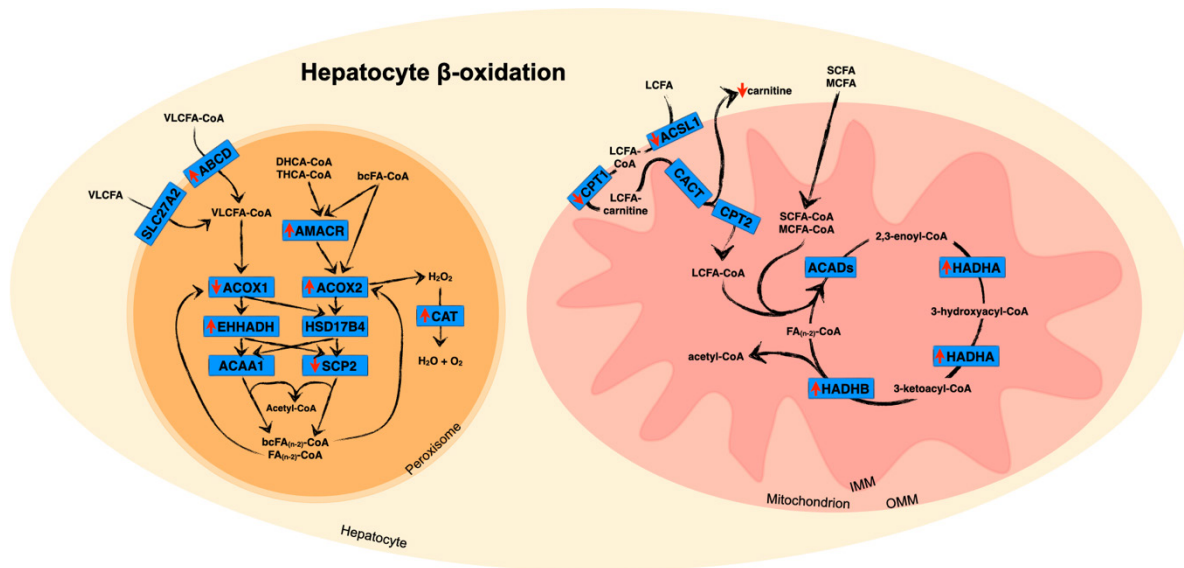 Hepatocyte β-oxidation
VLCFA-CoA
↑ABCD
VLCFA
SLC27A2
VLCFA-CoA
DHCA-CoA
THCA-CoA
bcFA-CoA
↑AMACR
↓ACOX1
↑ACOX2
H₂O₂
↑EHHADH
HSD17B4
↑CAT
ACAA1
↓SCP2
H₂O + O₂
Acetyl-CoA
bcFA(n-2)-CoA
FA(n-2)-CoA
Peroxisome
Hepatocyte
LCFA
↓carnitine
SCFA
MCFA
↓ACSL1
LCFA-
CoA
↓CPT1
LCFA-
carnitine
CACT
CPT2
LCFA-CoA
SCFA-CoA
MCFA-CoA
2,3-enoyl-CoA
ACADs
↑HADHA
3-hydroxyacyl-CoA
FA(n-2)-CoA
↑HADHA
acetyl-CoA
↑HADHB
3-ketoacyl-CoA
IMM
Mitochondrion
OMM